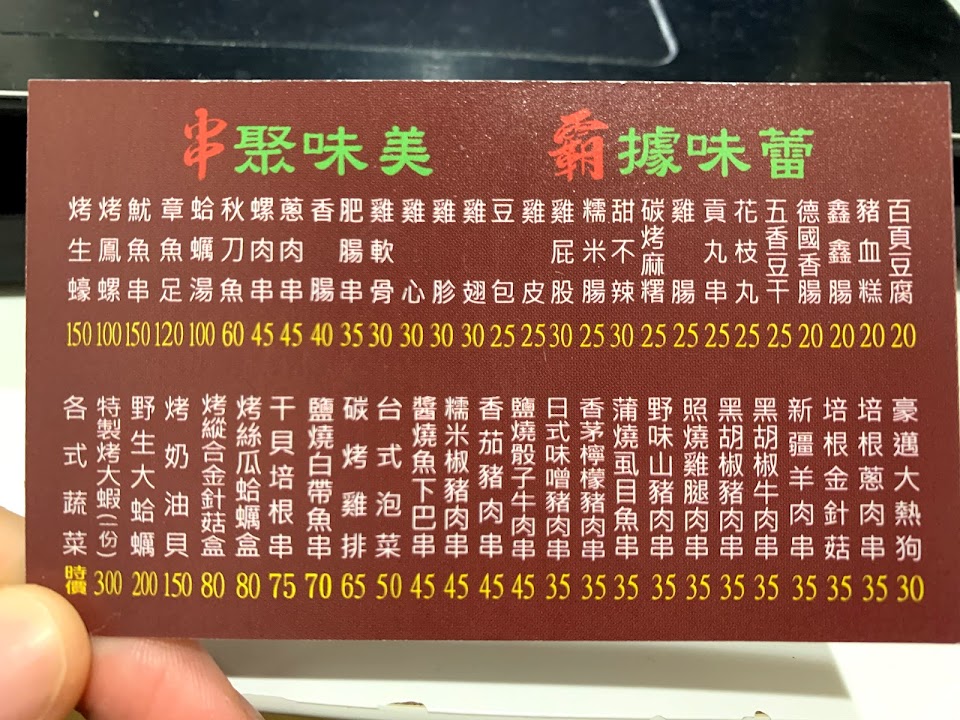 串聚味美 霸據味蕾
百頁豆腐 20
豬血糕 20
鑫鑫腸 20
德國香腸 20
五香豆干 25
花枝丸 25
貢丸串 25
雞腸 25
碳烤麻糬 25
甜不辣 30
糯米腸 25
雞屁股 30
雞皮 25
豆包 25
雞翅 30
雞胗 30
雞心 30
雞軟骨 30
肥腸串 35
香腸 40
蔥肉串 45
螺肉串 45
秋刀魚 60
蛤蠣湯 100
章魚足 120
魷魚串 150
烤鳳螺 100
烤生蠔 150
豪邁大熱狗 30
培根蔥肉串 35
培根金針菇 35
新疆羊肉串 35
黑胡椒牛肉串 35
黑胡椒豬肉串 35
照燒雞腿肉串 35
野味山豬肉串 35
蒲燒虱目魚串 35
香茅檸檬豬肉串 35
日式味噌豬肉串 35
鹽燒骰子牛肉串 45
香茄豬肉串 45
糯米椒豬肉串 45
醬燒魚下巴串 45
台式泡菜 50
碳烤雞排 65
鹽燒白帶魚串 70
干貝培根串 75
烤絲瓜蛤蠣盒 80
烤縱合金針菇盒 80
烤奶油貝 150
野生大蛤蠣 200
特製烤大蝦(一份) 300
各式蔬菜 時價